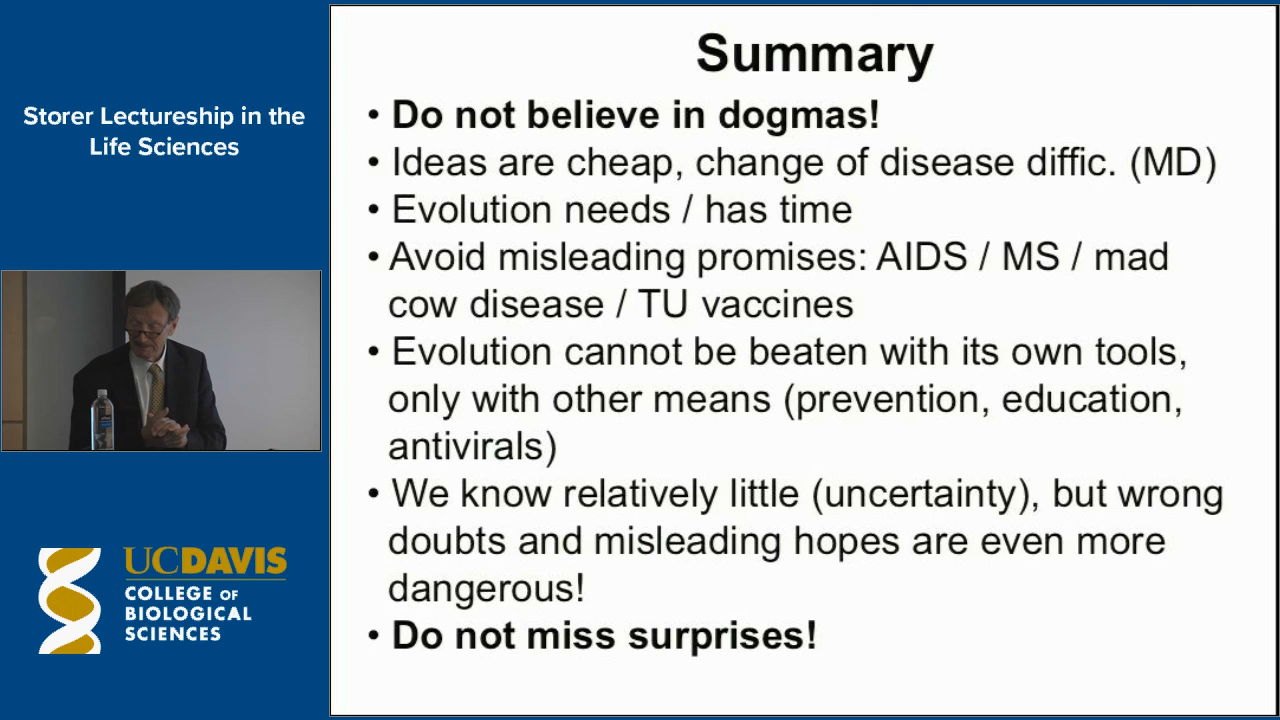 Storer Lectureship in the
Life Sciences
UCDAVIS
COLLEGE OF
BIOLOGICAL
SCIENCES
Summary
• Do not believe in dogmas!
• Ideas are cheap, change of disease diffic. (MD)
• Evolution needs / has time
• Avoid misleading promises: AIDS / MS / mad
cow disease / TU vaccines
• Evolution cannot be beaten with its own tools,
only with other means (prevention, education,
antivirals)
• We know relatively little (uncertainty), but wrong
doubts and misleading hopes are even more
dangerous!
• Do not miss surprises!